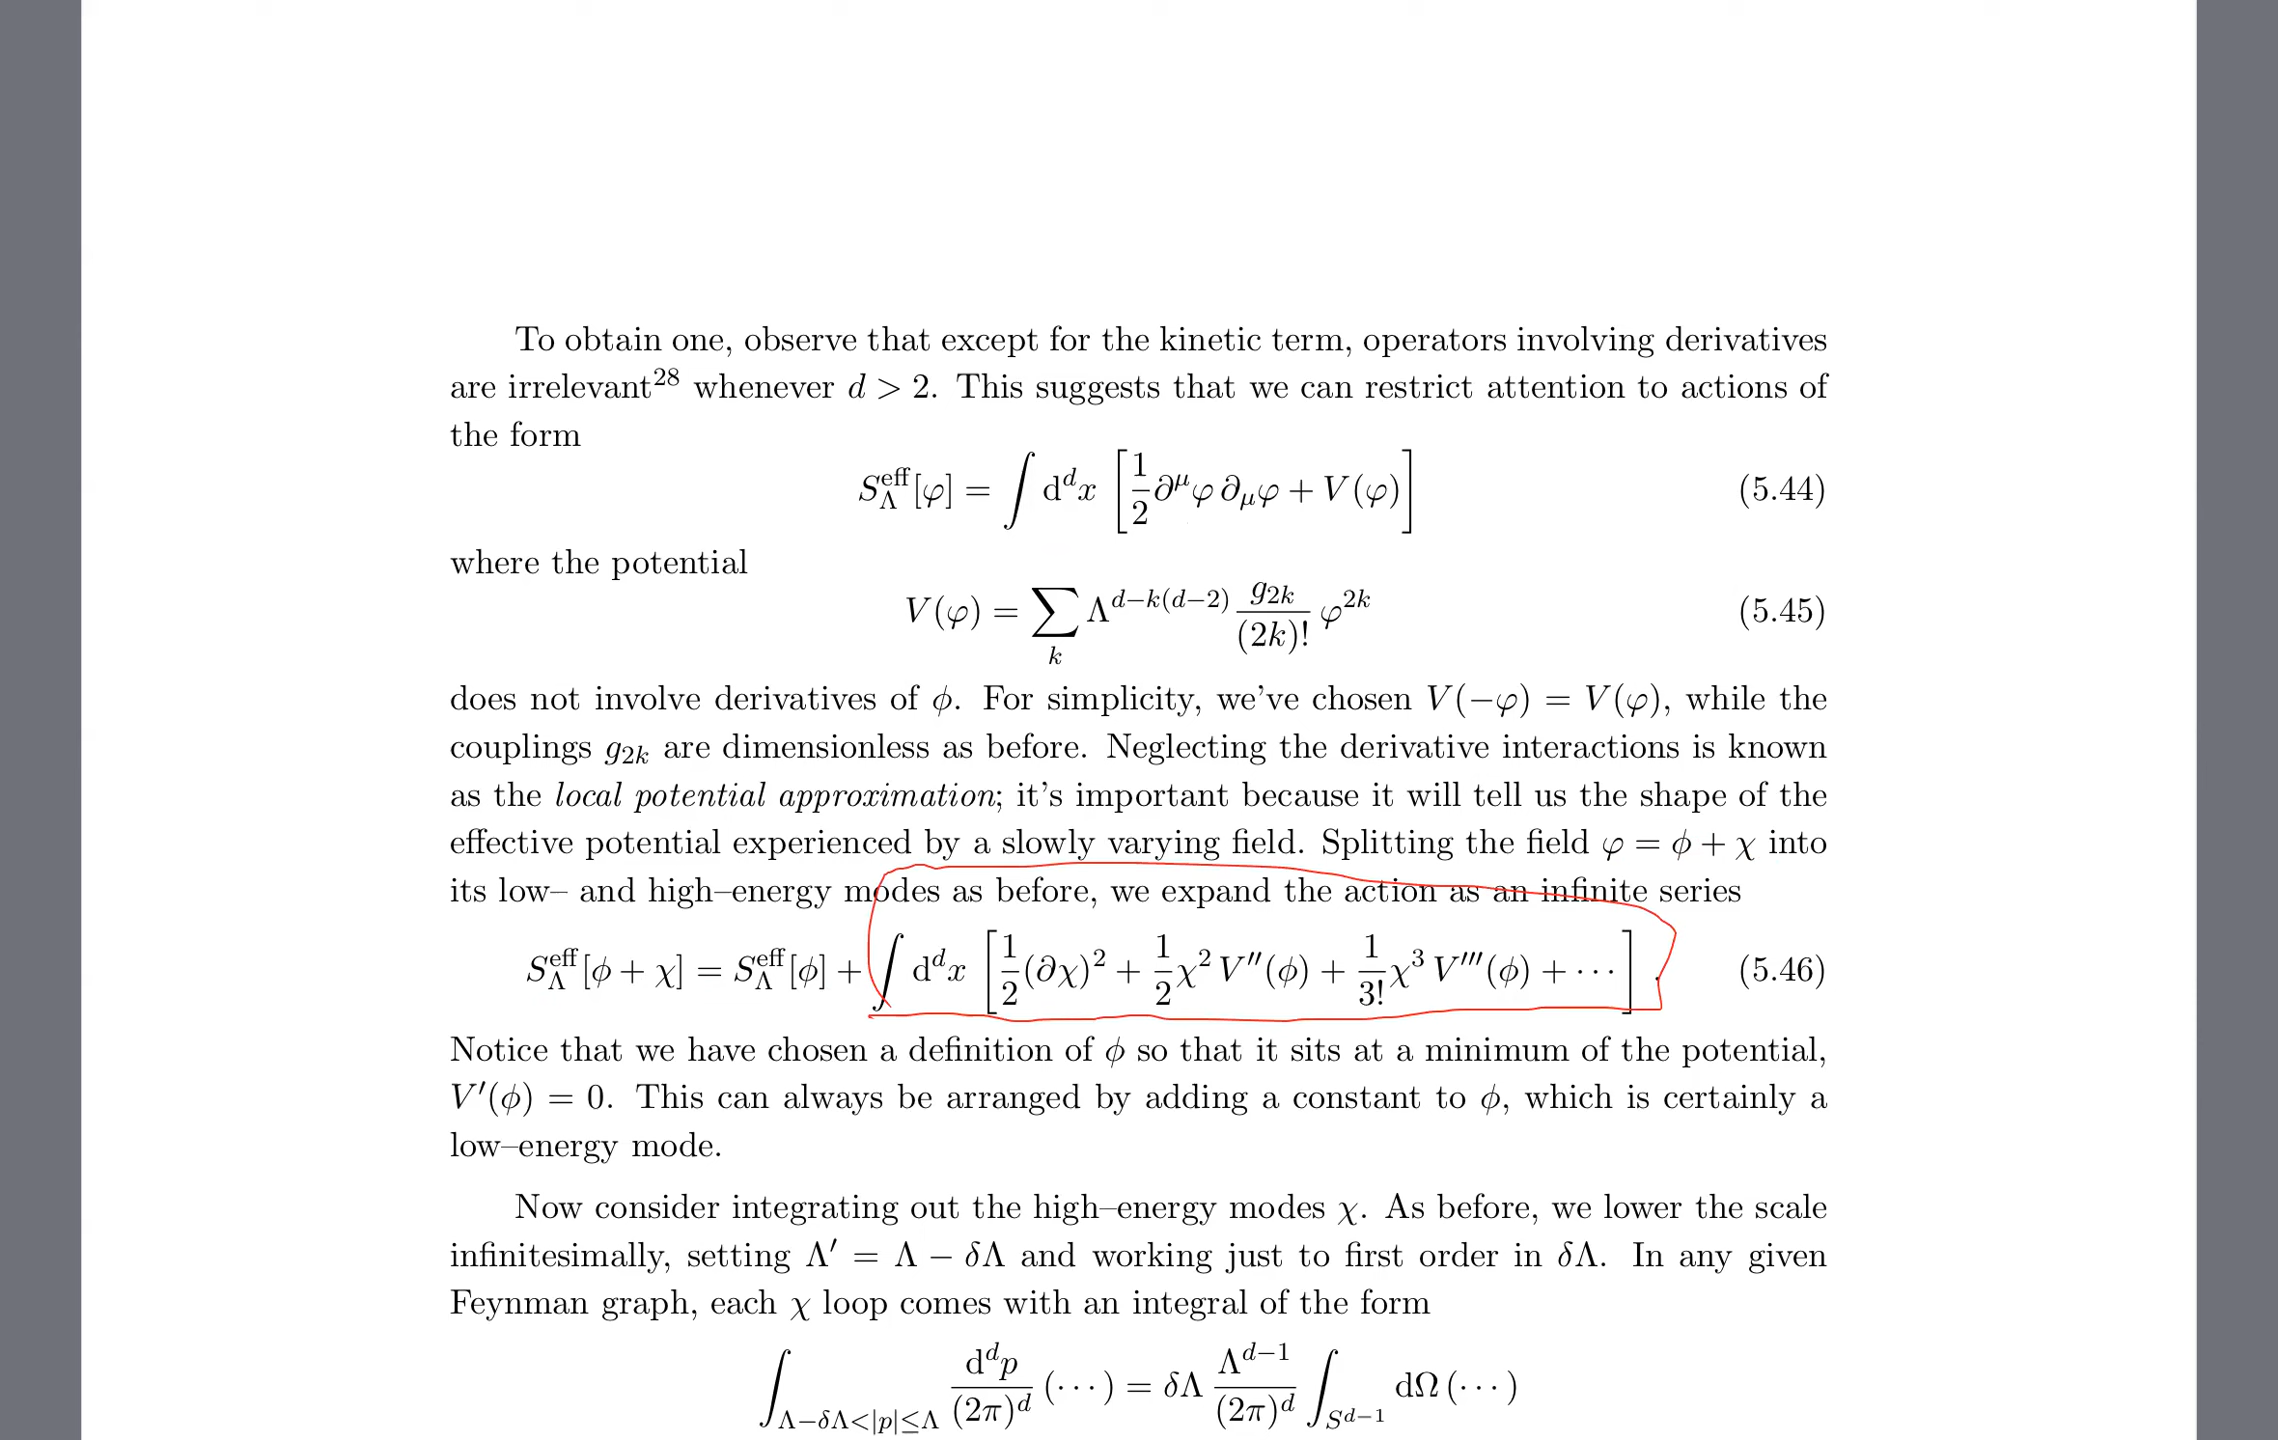 To obtain one, observe that except for the kinetic term, operators involving derivatives
are irrelevant²⁸ whenever d > 2. This suggests that we can restrict attention to actions of
the form
S_Λ^eff[φ] = ∫ d^d x [ 1/2 ∂^μ φ ∂_μ φ + V(φ) ] (5.44)
where the potential
V(φ) = ∑_k Λ^{d−k(d−2)} g_{2k}/(2k)! φ^{2k} (5.45)
does not involve derivatives of ϕ. For simplicity, we've chosen V(−φ) = V(φ), while the
couplings g_{2k} are dimensionless as before. Neglecting the derivative interactions is known
as the local potential approximation; it's important because it will tell us the shape of the
effective potential experienced by a slowly varying field. Splitting the field φ = ϕ + χ into
its low– and high–energy modes as before, we expand the action as an infinite series
S_Λ^eff[ϕ + χ] = S_Λ^eff[ϕ] + ∫ d^d x [ 1/2 (∂χ)² + 1/2 χ² V″(ϕ) + 1/3! χ³ V‴(ϕ) + ⋯ ] . (5.46)
Notice that we have chosen a definition of ϕ so that it sits at a minimum of the potential,
V′(ϕ) = 0. This can always be arranged by adding a constant to ϕ, which is certainly a
low–energy mode.
Now consider integrating out the high–energy modes χ. As before, we lower the scale
infinitesimally, setting Λ′ = Λ − δΛ and working just to first order in δΛ. In any given
Feynman graph, each χ loop comes with an integral of the form
∫_{Λ−δΛ<|p|≤Λ} d^d p/(2π)^d (⋯) = δΛ Λ^{d−1}/(2π)^d ∫_{S^{d−1}} dΩ (⋯)